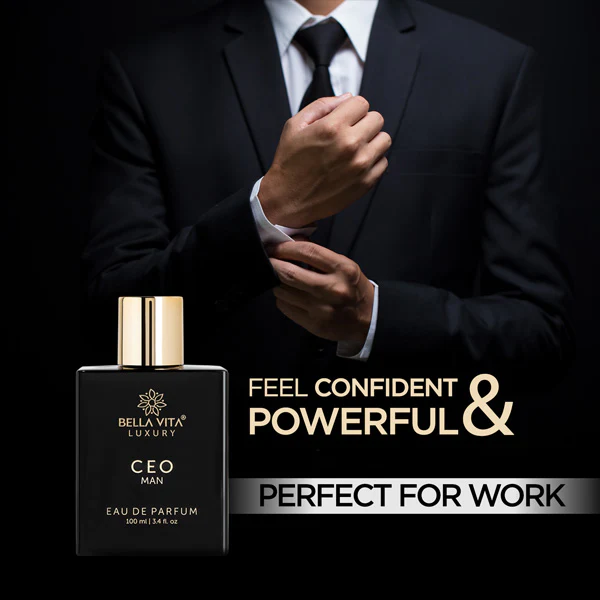 FEEL CONFIDENT &
POWERFUL
PERFECT FOR WORK
BELLA VITA®
LUXURY
CEO
MAN
EAU DE PARFUM
100 ml | 3.4 fl. oz